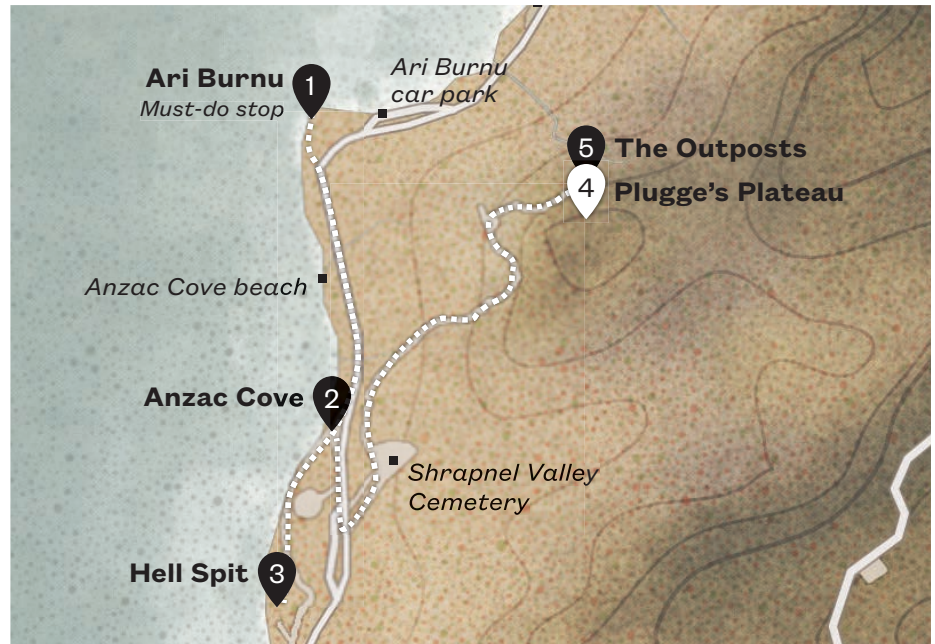 Ari Burnu
Must-do stop
1
Ari Burnu
car park
5
The Outposts
4
Plugge’s Plateau
Anzac Cove beach
Anzac Cove
2
Shrapnel Valley
Cemetery
Hell Spit
3